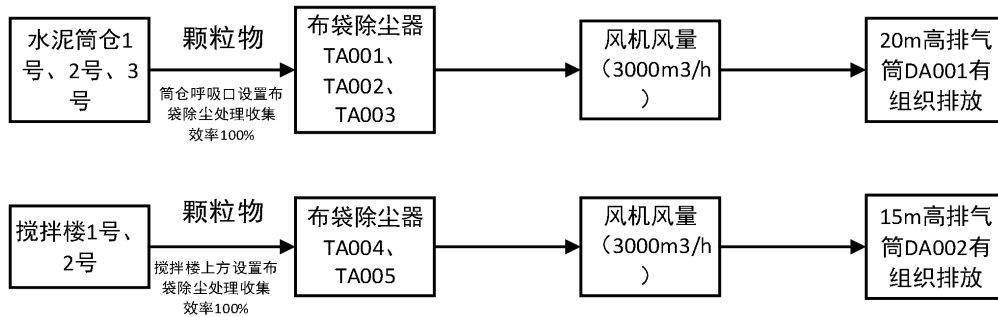 水泥筒仓1
号、2号、3
号
颗粒物
筒仓呼吸口设置布
袋除尘处理收集
效率100%
布袋除尘器
TA001、
TA002、
TA003
风机风量
（3000m3/h
）
20m高排气
筒DA001有
组织排放
搅拌楼1号、
2号
颗粒物
搅拌楼上方设置布
袋除尘处理收集
效率100%
布袋除尘器
TA004、
TA005
风机风量
（3000m3/h
）
15m高排气
筒DA002有
组织排放